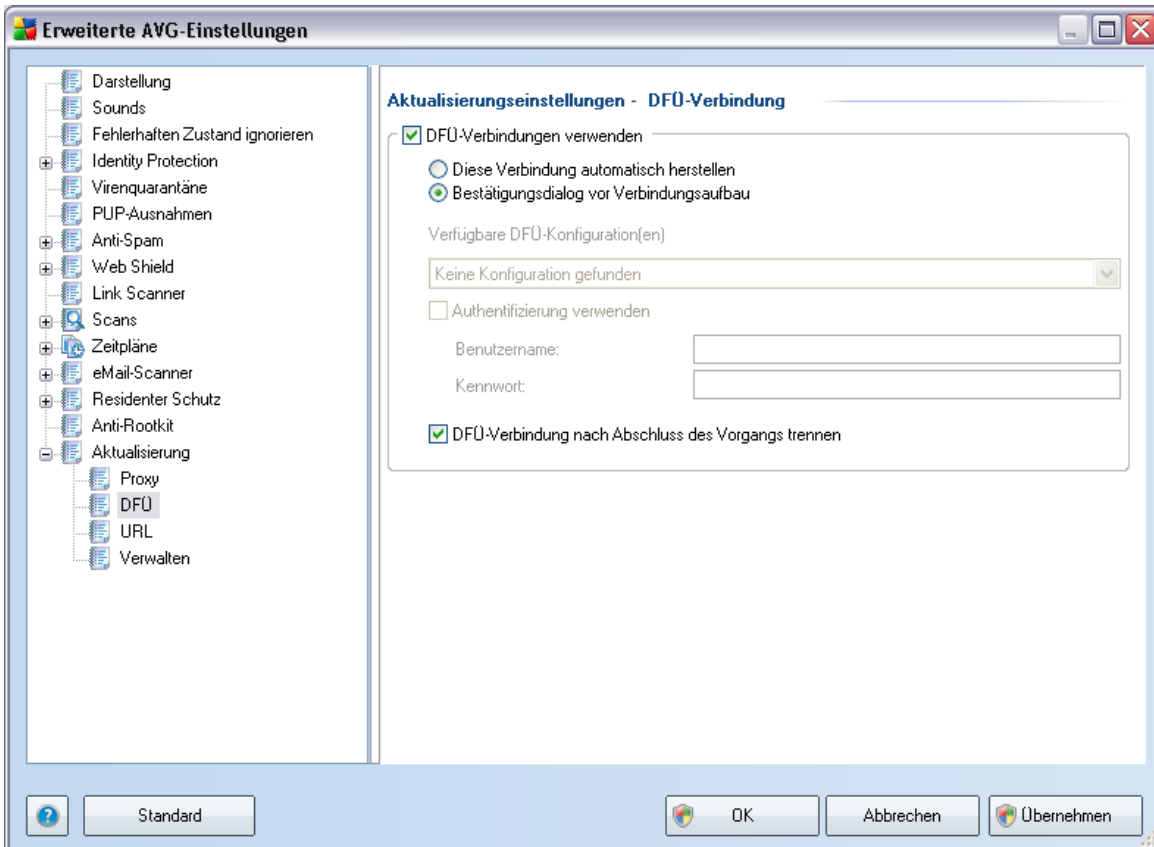 Erweiterte AVG-Einstellungen
Darstellung
Sounds
Fehlerhaften Zustand ignorieren
Identity Protection
Virenquarantäne
PUP-Ausnahmen
Anti-Spam
Web Shield
Link Scanner
Scans
Zeitpläne
eMail-Scanner
Residenter Schutz
Anti-Rootkit
Aktualisierung
Proxy
DFÜ
URL
Verwalten
Aktualisierungseinstellungen - DFÜ-Verbindung
DFÜ-Verbindungen verwenden
Diese Verbindung automatisch herstellen
Bestätigungsdialog vor Verbindungsaufbau
Verfügbare DFÜ-Konfiguration(en)
Keine Konfiguration gefunden
Authentifizierung verwenden
Benutzername:
Kennwort:
DFÜ-Verbindung nach Abschluss des Vorgangs trennen
? Standard OK Abbrechen Übernehmen